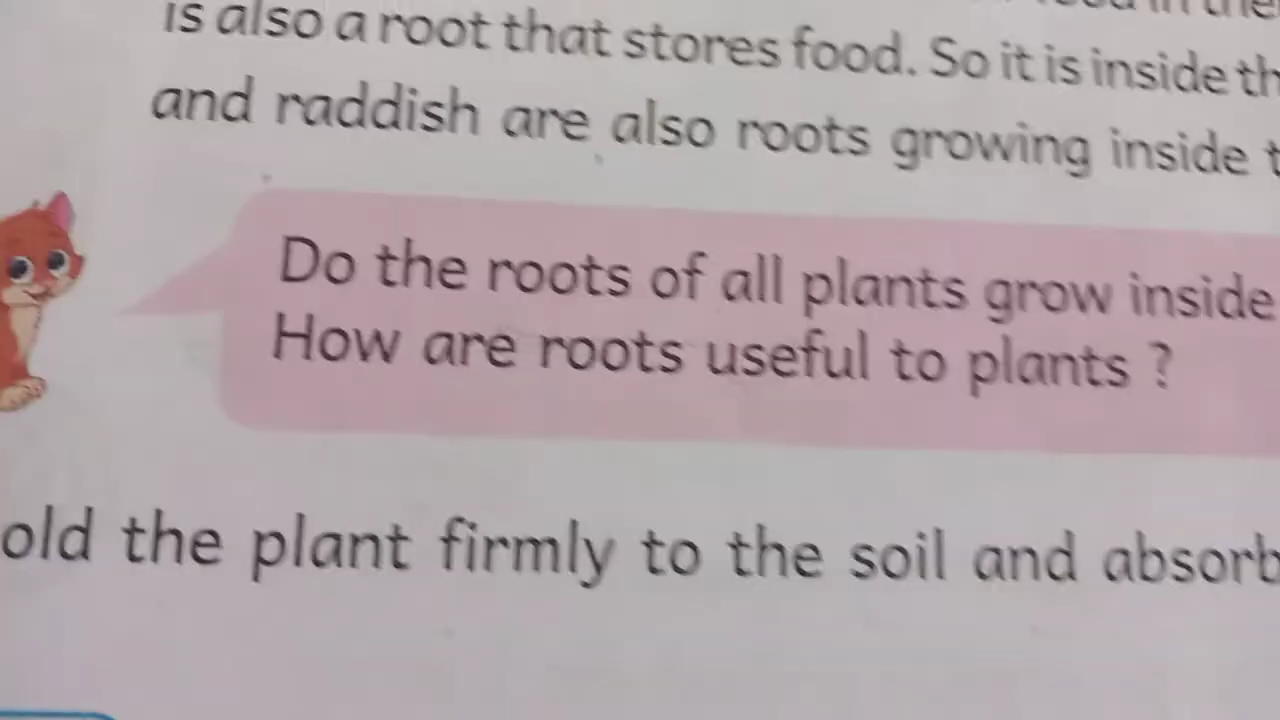 is also a root that stores food. So it is inside
and raddish are also roots growing inside
Do the roots of all plants grow inside
How are roots useful to plants ?
the plant firmly to the soil and absorb